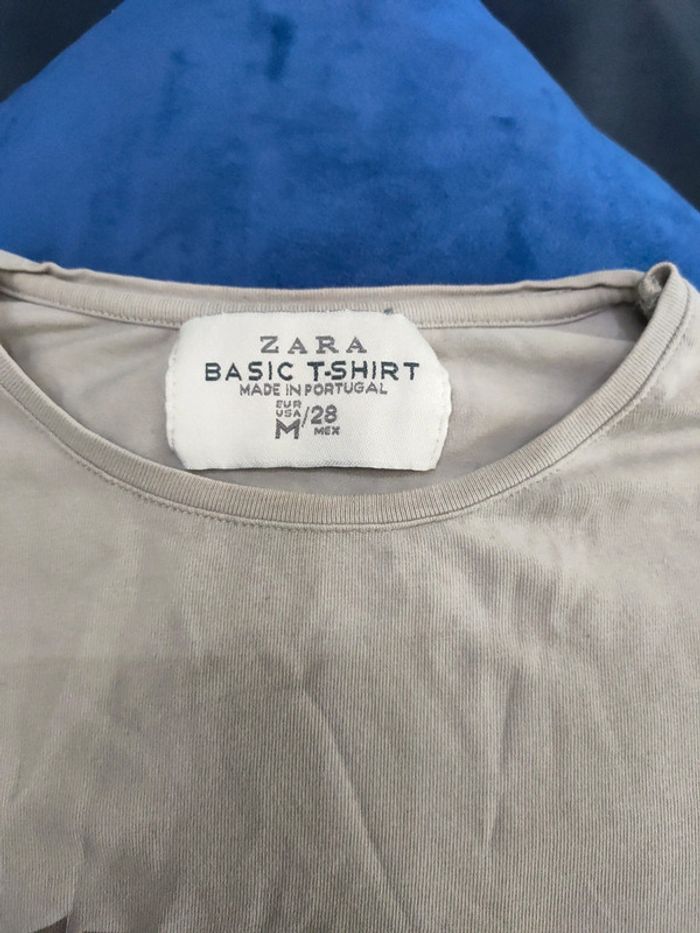 ZARA
BASIC T-SHIRT
MADE IN PORTUGAL
EUR
USA
M/28
MEX